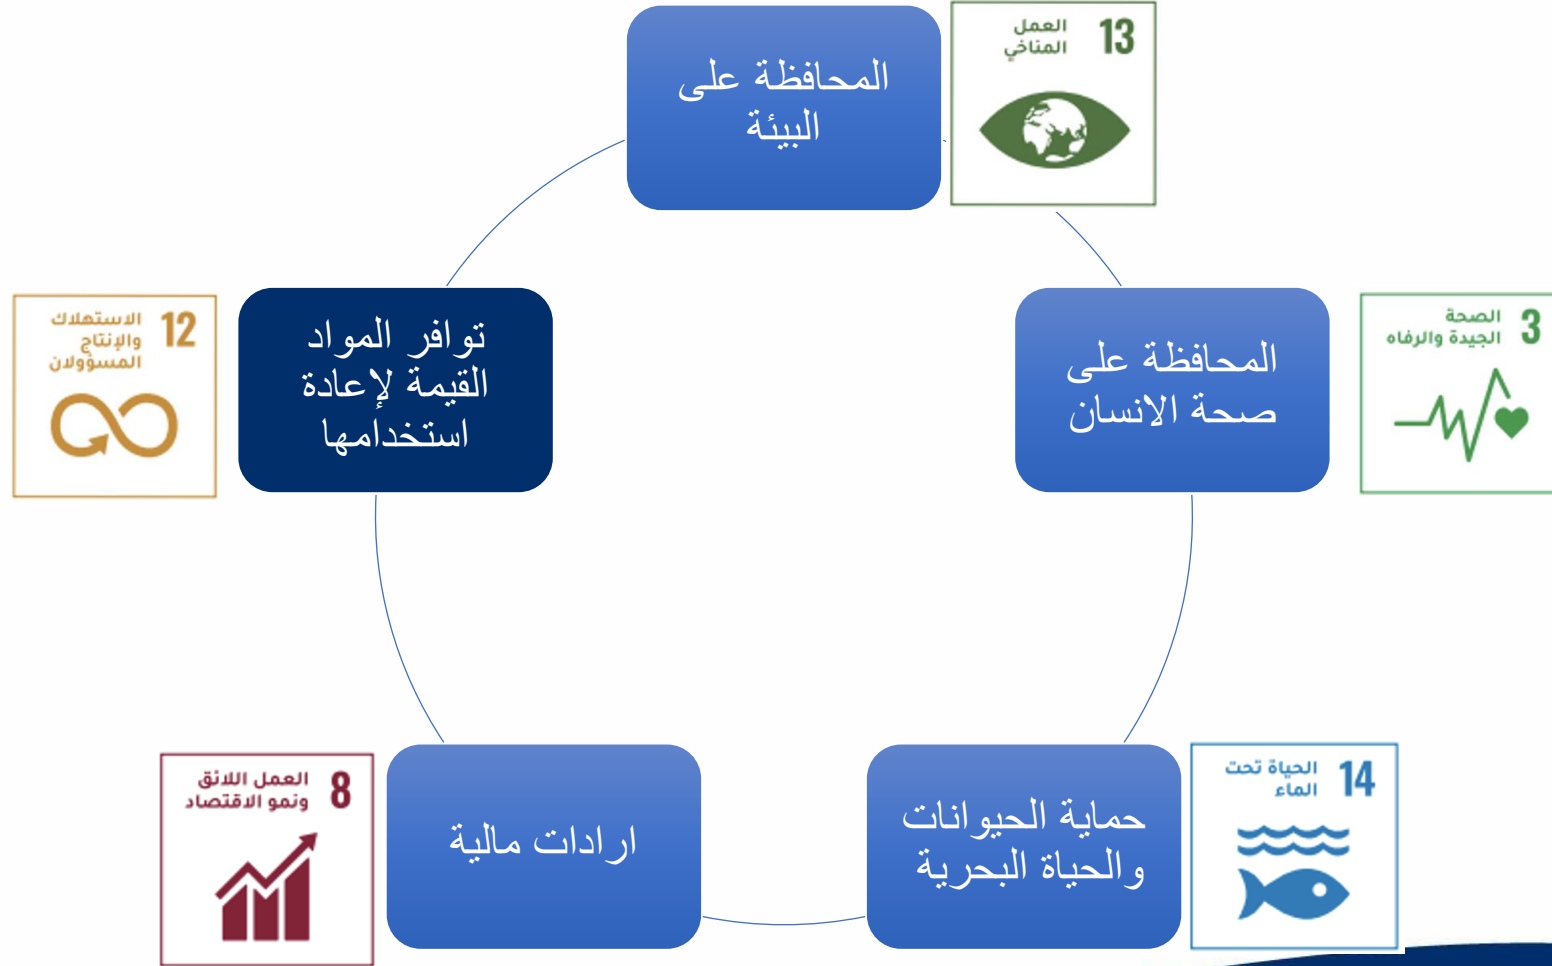 المحافظة على
البيئة
13 العمل
المناخي
المحافظة على
صحة الانسان
3 الصحة
الجيدة والرفاه
حماية الحيوانات
والحياة البحرية
14 الحياة تحت
الماء
ارادات مالية
8 العمل اللائق
ونمو الاقتصاد
توافر المواد
القيمة لإعادة
استخدامها
12 الاستهلاك
والإنتاج
المسؤولان